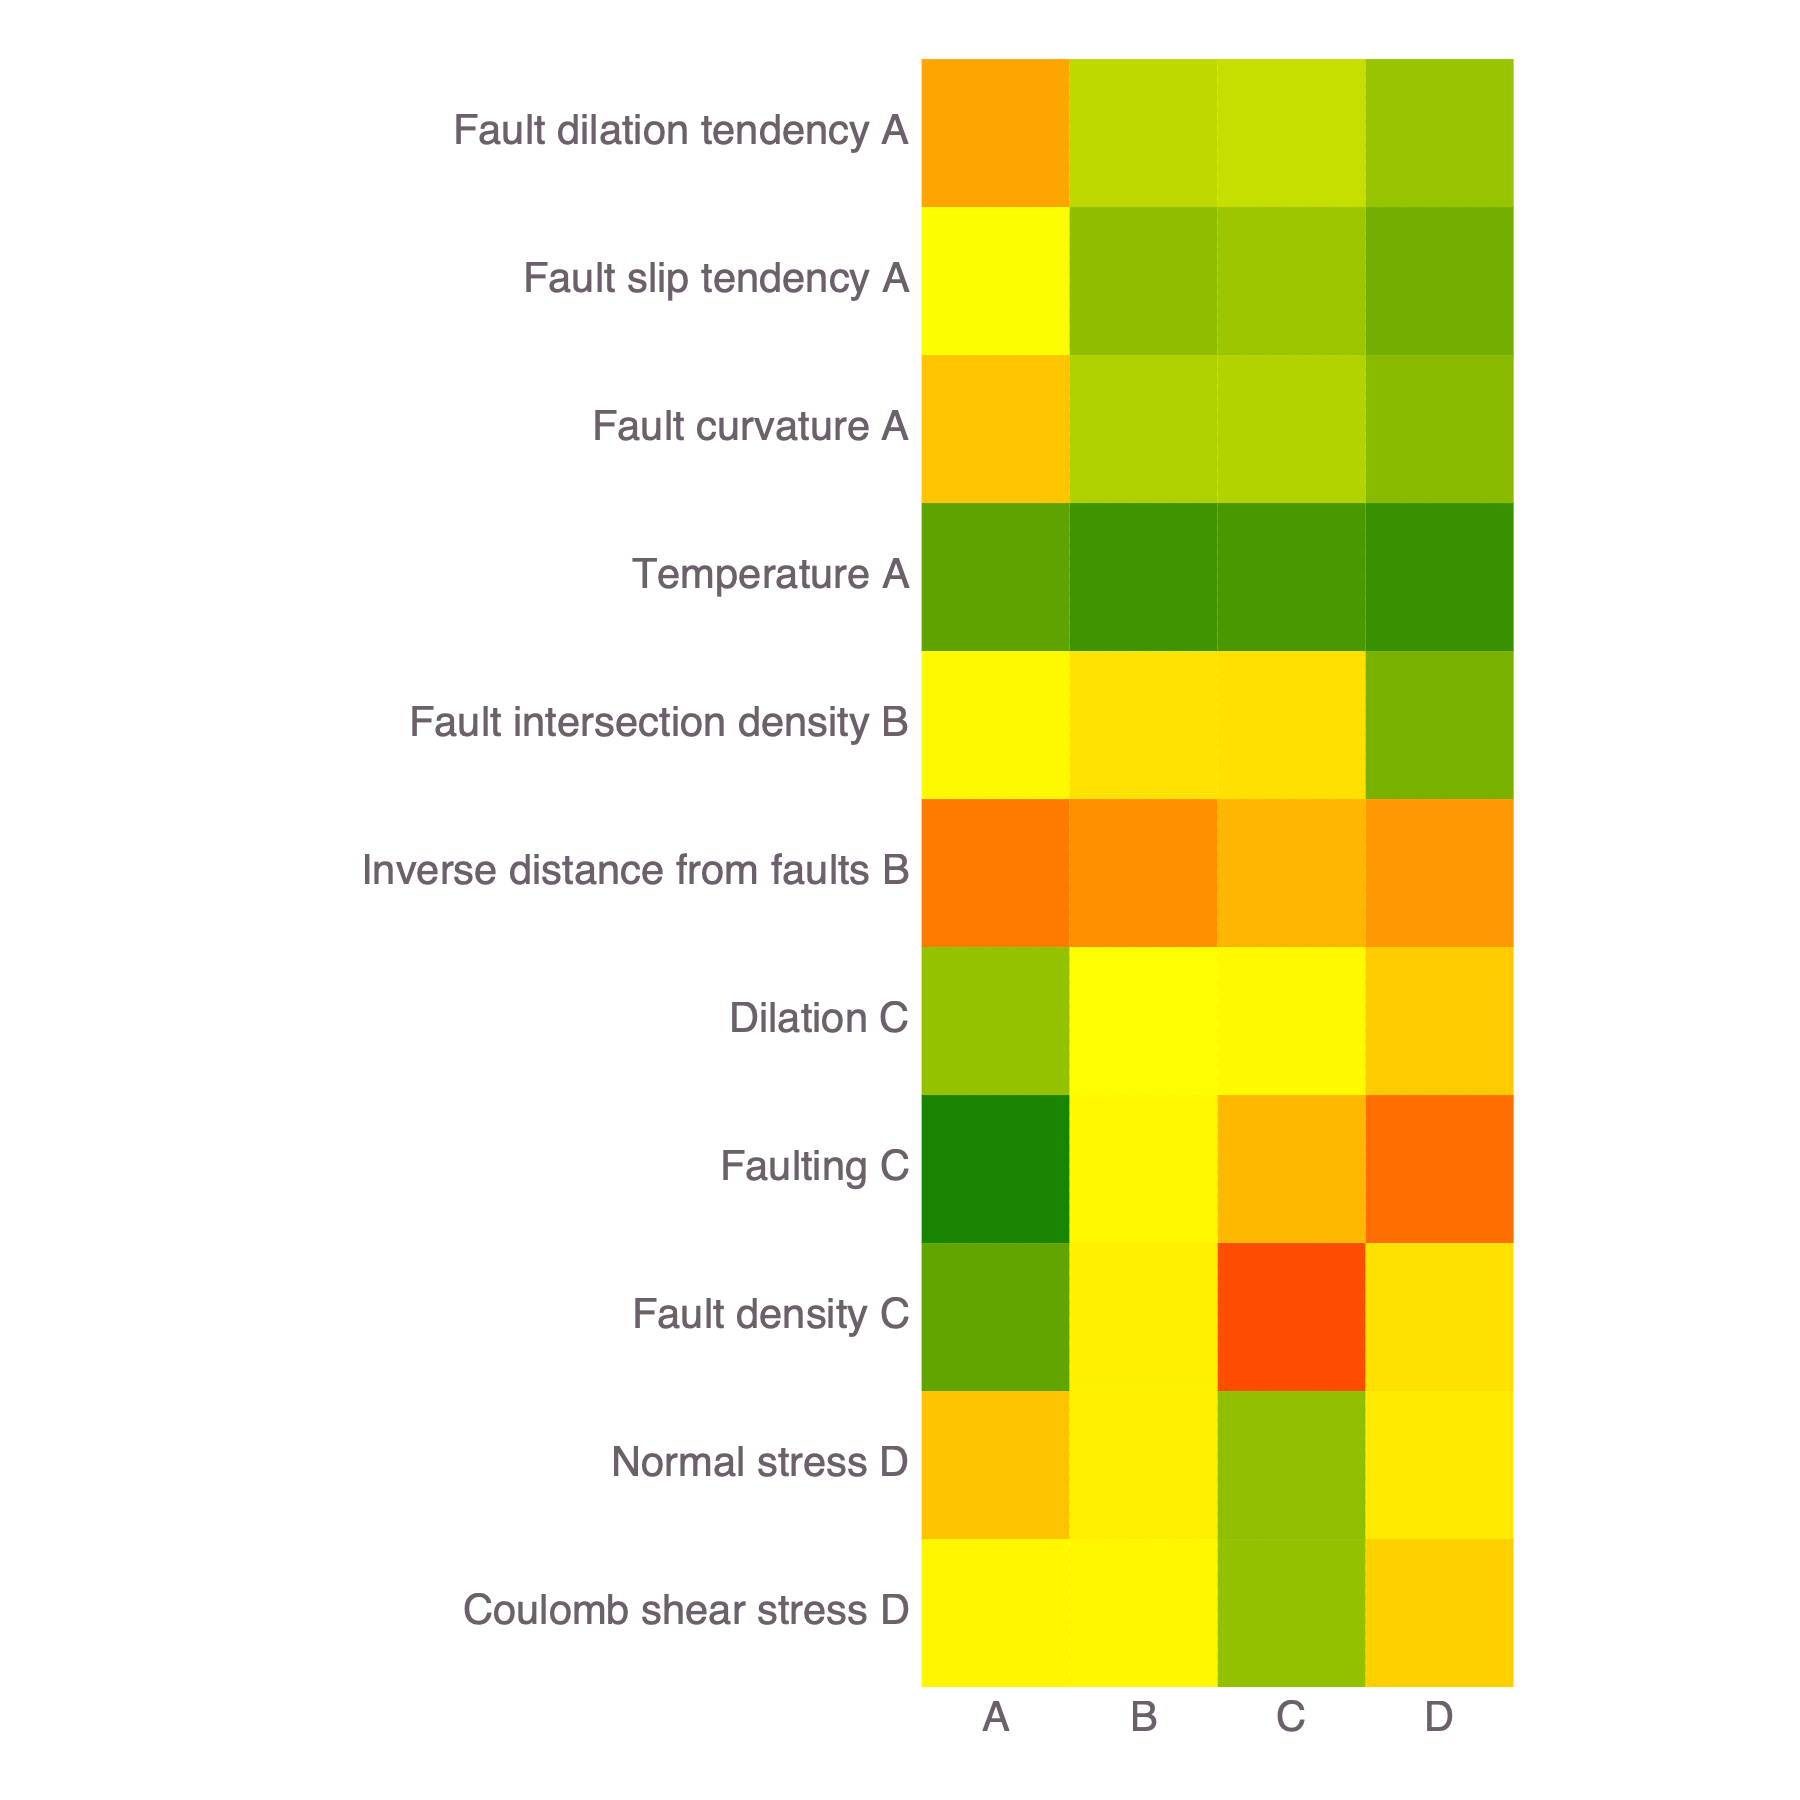 Fault dilation tendency A
Fault slip tendency A
Fault curvature A
Temperature A
Fault intersection density B
Inverse distance from faults B
Dilation C
Faulting C
Fault density C
Normal stress D
Coulomb shear stress D
A B C D